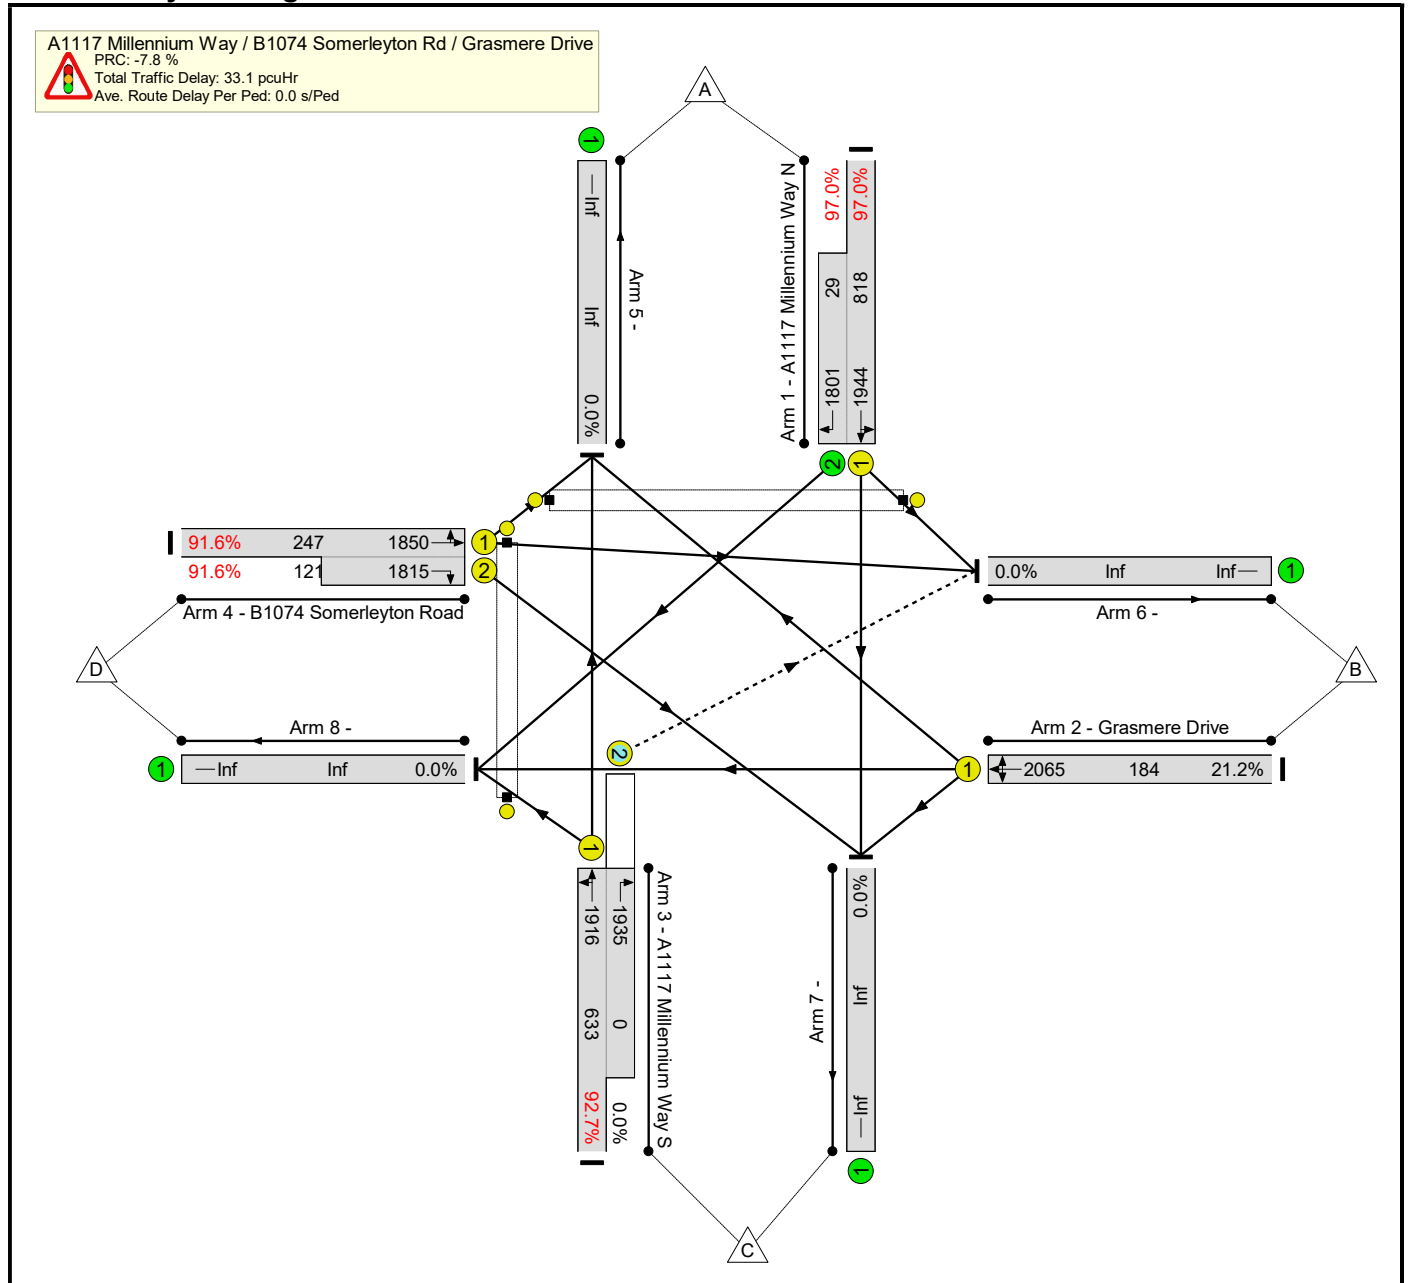 A1117 Millennium Way / B1074 Somerleyton Rd / Grasmere Drive
PRC: -7.8 %
Total Traffic Delay: 33.1 pcuHr
Ave. Route Delay Per Ped: 0.0 s/Ped
A
1
Inf
Inf
0.0%
Arm 5 -
Arm 1 - A1117 Millennium Way N
97.0%
29
1801
97.0%
818
1944
2
1
91.6% 247 1850
1
91.6% 121 1815
2
Arm 4 - B1074 Somerleyton Road
D
Arm 8 -
1
Inf Inf 0.0%
0.0% Inf Inf
1
Arm 6 -
B
Arm 2 - Grasmere Drive
1
2065 184 21.2%
2
1
1916
633
92.7%
1935
0
0.0%
Arm 3 - A1117 Millennium Way S
Arm 7 -
0.0%
Inf
Inf
1
C